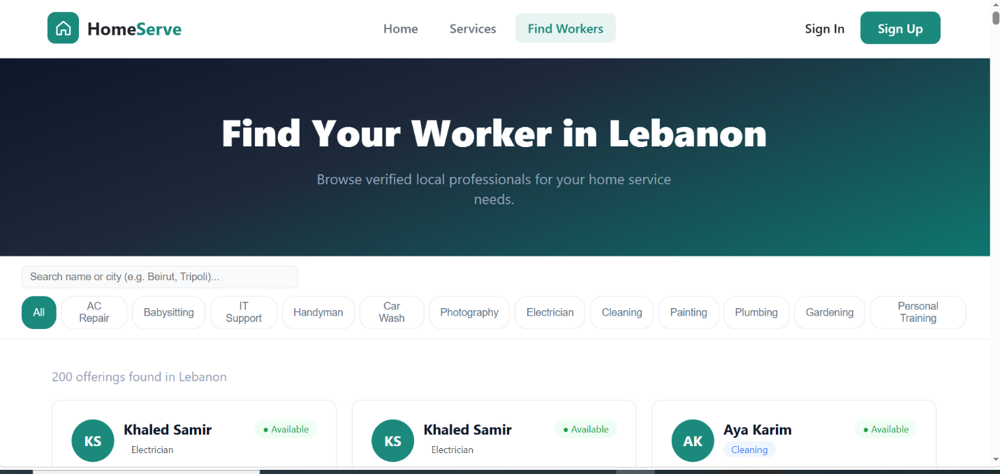 HomeServe
Home
Services
Find Workers
Sign In
Sign Up
Find Your Worker in Lebanon
Browse verified local professionals for your home service
needs.
Search name or city (e.g. Beirut, Tripoli)...
All
AC
Repair
Babysitting
IT
Support
Handyman
Car
Wash
Photography
Electrician
Cleaning
Painting
Plumbing
Gardening
Personal
Training
200 offerings found in Lebanon
KS
Khaled Samir
Available
Electrician
KS
Khaled Samir
Available
Electrician
AK
Aya Karim
Available
Cleaning